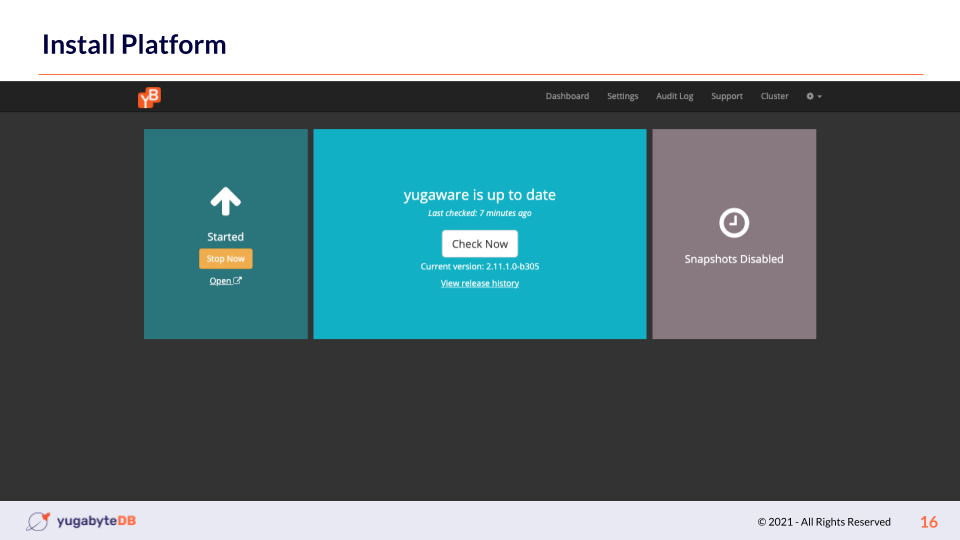 Install Platform
YB
Dashboard Settings Audit Log Support Cluster
Started
Stop Now
Open
yugaware is up to date
Last checked: 7 minutes ago
Check Now
Current version: 2.11.1.0-b305
View release history
Snapshots Disabled
yugabyteDB
© 2021 - All Rights Reserved
16